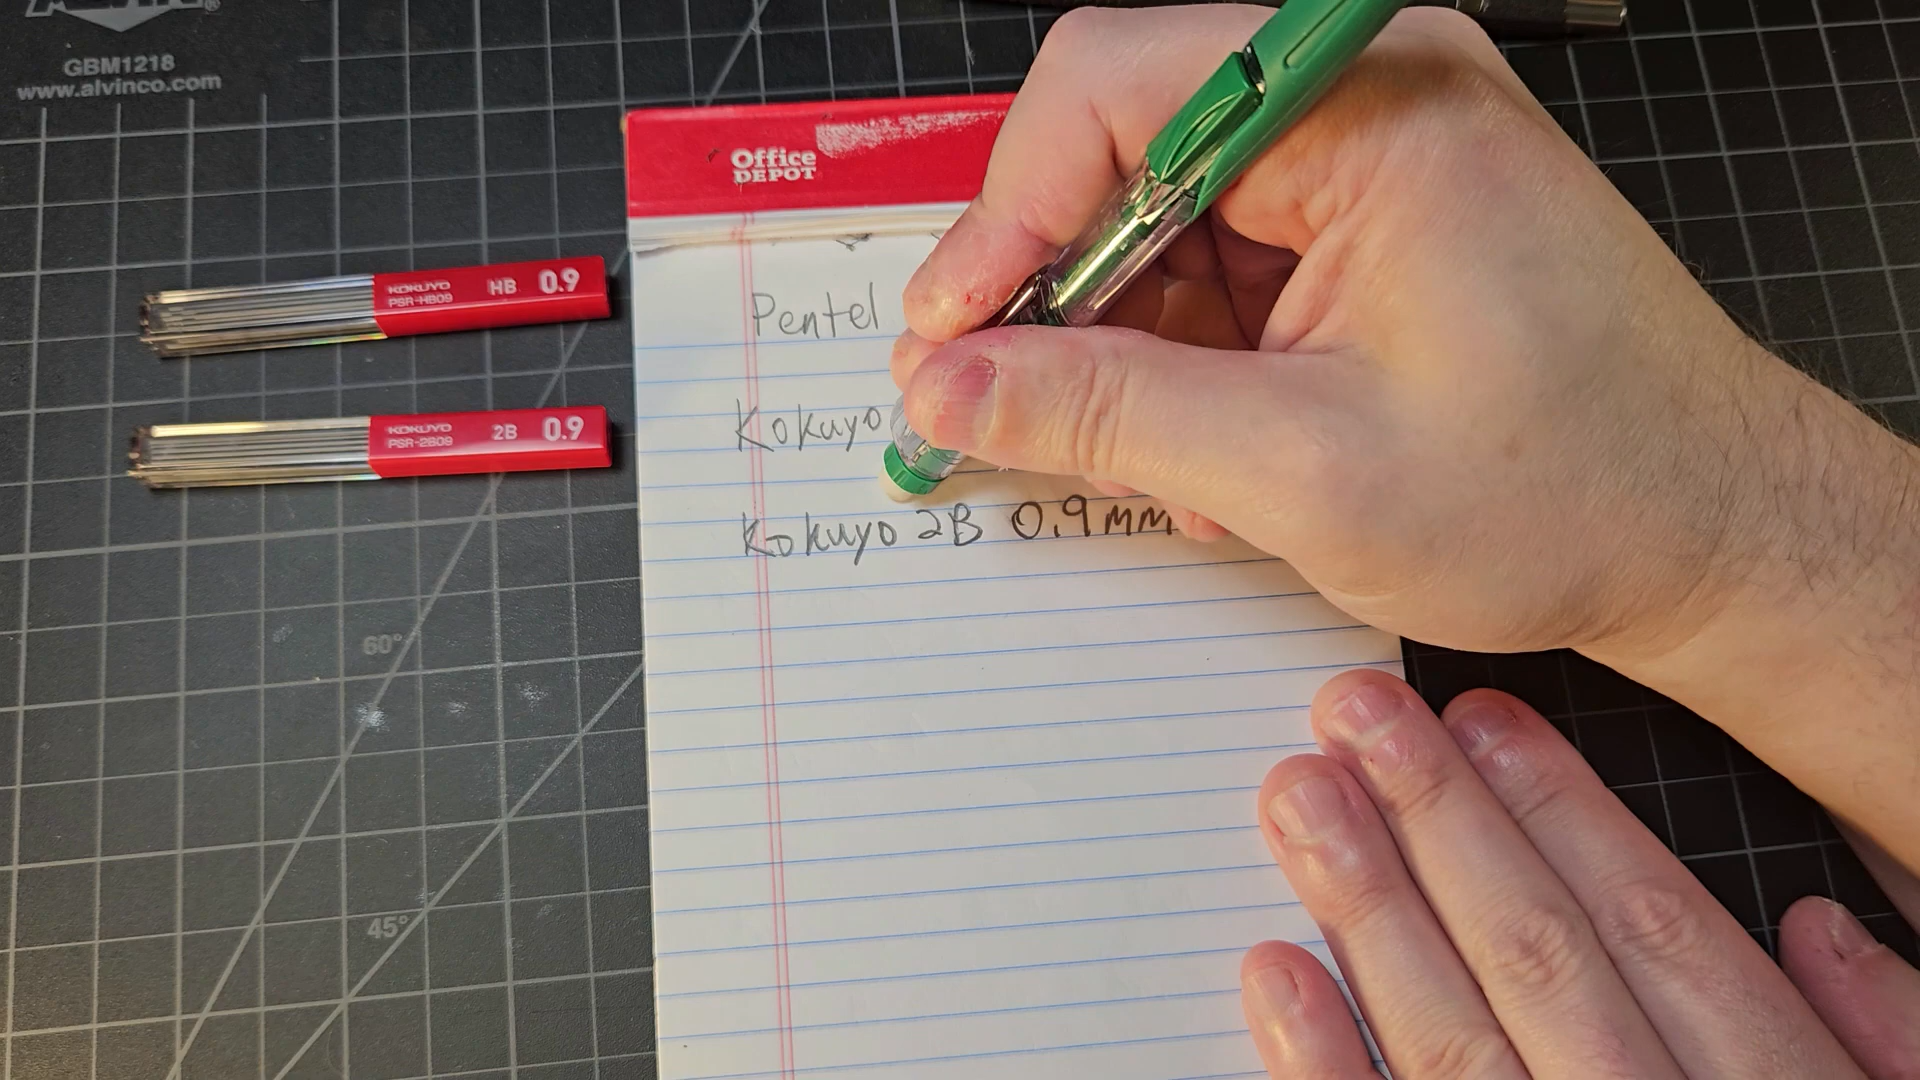 ALVIN®
GBM1218
www.alvinco.com
Office
DEPOT
KOKUYO
PSR-HB09
HB 0.9
KOKUYO
PSR-2B09
2B 0.9
Pentel
Kokuyo
Kokuyo 2B 0.9mm
60°
45°